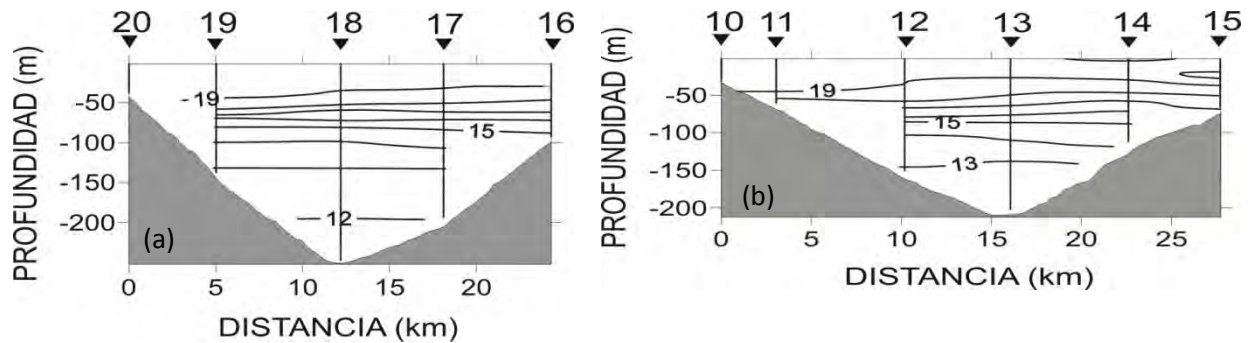 20 19 18 17 16
PROFUNDIDAD (m)
-50
-100
-150
-200
19
15
12
(a)
0 5 10 15 20
DISTANCIA (km)
10 11 12 13 14 15
PROFUNDIDAD (m)
0
-50
-100
-150
-200
19
15
13
(b)
0 5 10 15 20 25
DISTANCIA (km)